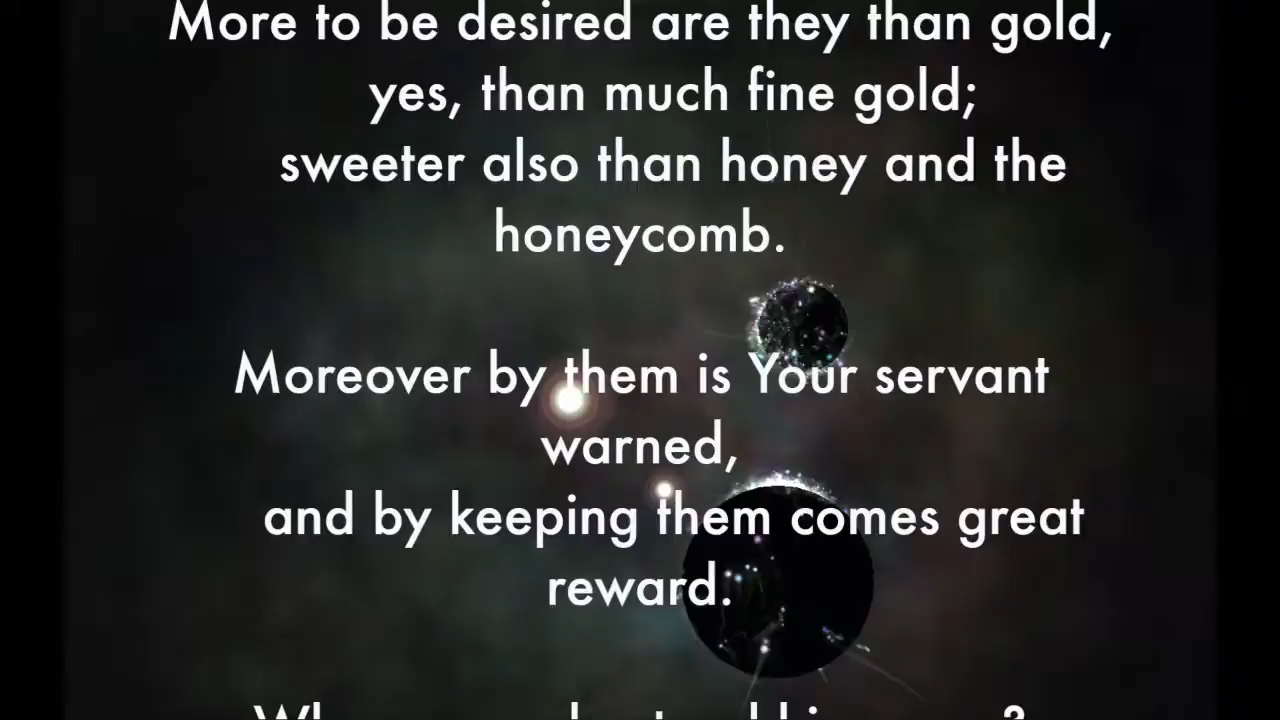 More to be desired are they than gold,
yes, than much fine gold;
sweeter also than honey and the
honeycomb.
Moreover by them is Your servant
warned,
and by keeping them comes great
reward.